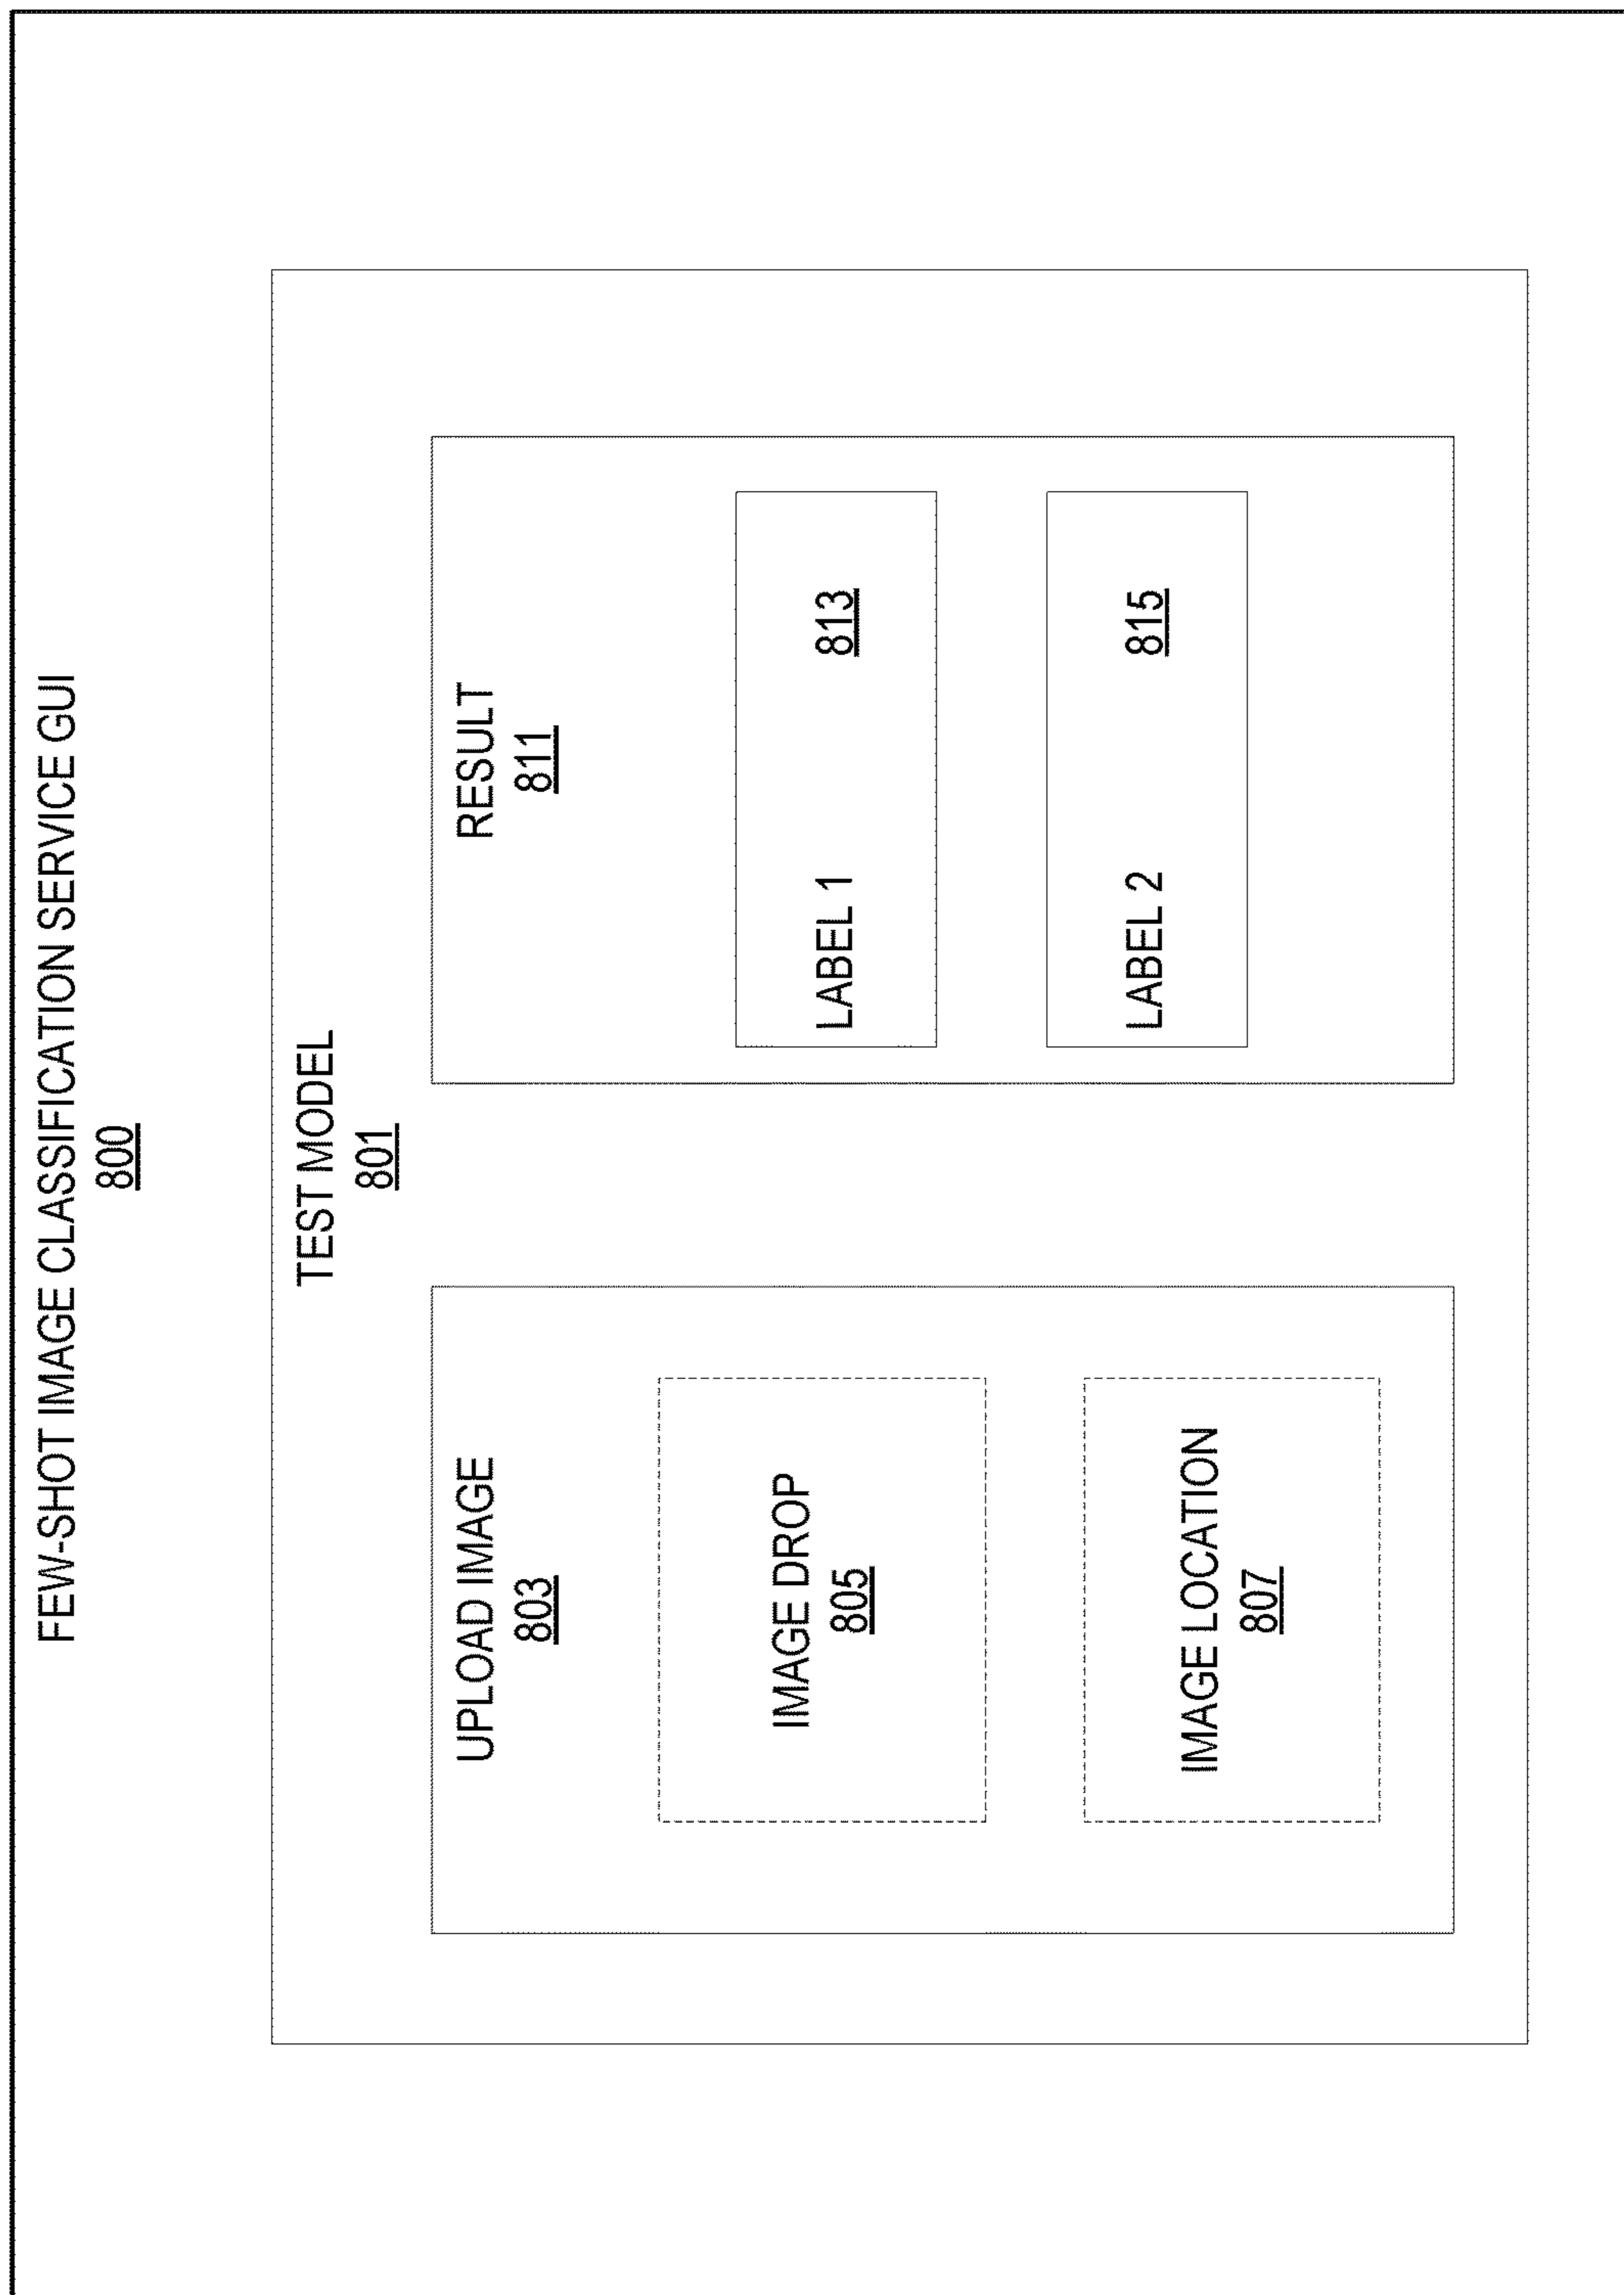 FEW-SHOT IMAGE CLASSIFICATION SERVICE GUI
800
TEST MODEL
801
UPLOAD IMAGE
803
IMAGE DROP
805
IMAGE LOCATION
807
RESULT
811
LABEL 1 813
LABEL 2 815